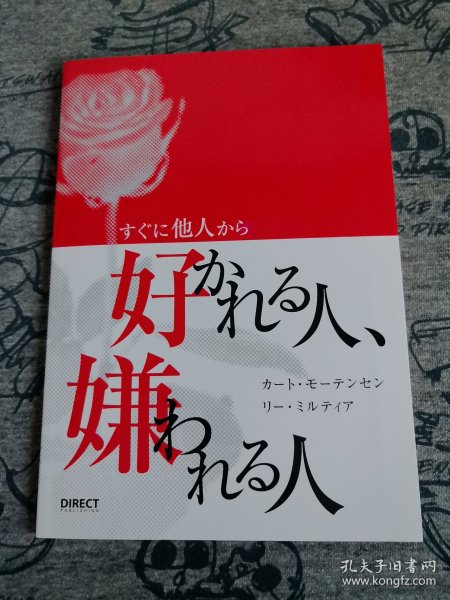 すぐに他人から
好かれる人、
カート・モーテンセン
リー・ミルティア
嫌われる人
DIRECT
PUBLISHING
孔夫子旧书网
www.kongfz.com